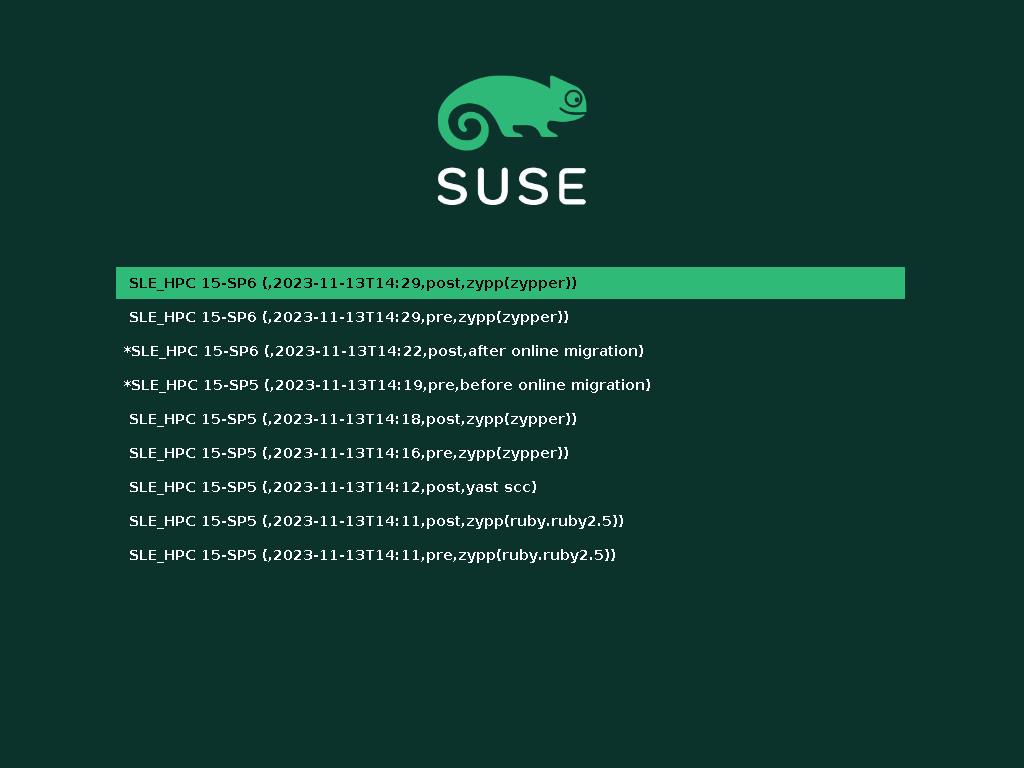 SUSE
SLE_HPC 15-SP6 (,2023-11-13T14:29,post,zypp(zypper))
SLE_HPC 15-SP6 (,2023-11-13T14:29,pre,zypp(zypper))
*SLE_HPC 15-SP6 (,2023-11-13T14:22,post,after online migration)
*SLE_HPC 15-SP5 (,2023-11-13T14:19,pre,before online migration)
SLE_HPC 15-SP5 (,2023-11-13T14:18,post,zypp(zypper))
SLE_HPC 15-SP5 (,2023-11-13T14:16,pre,zypp(zypper))
SLE_HPC 15-SP5 (,2023-11-13T14:12,post,yast scc)
SLE_HPC 15-SP5 (,2023-11-13T14:11,post,zypp(ruby.ruby2.5))
SLE_HPC 15-SP5 (,2023-11-13T14:11,pre,zypp(ruby.ruby2.5))